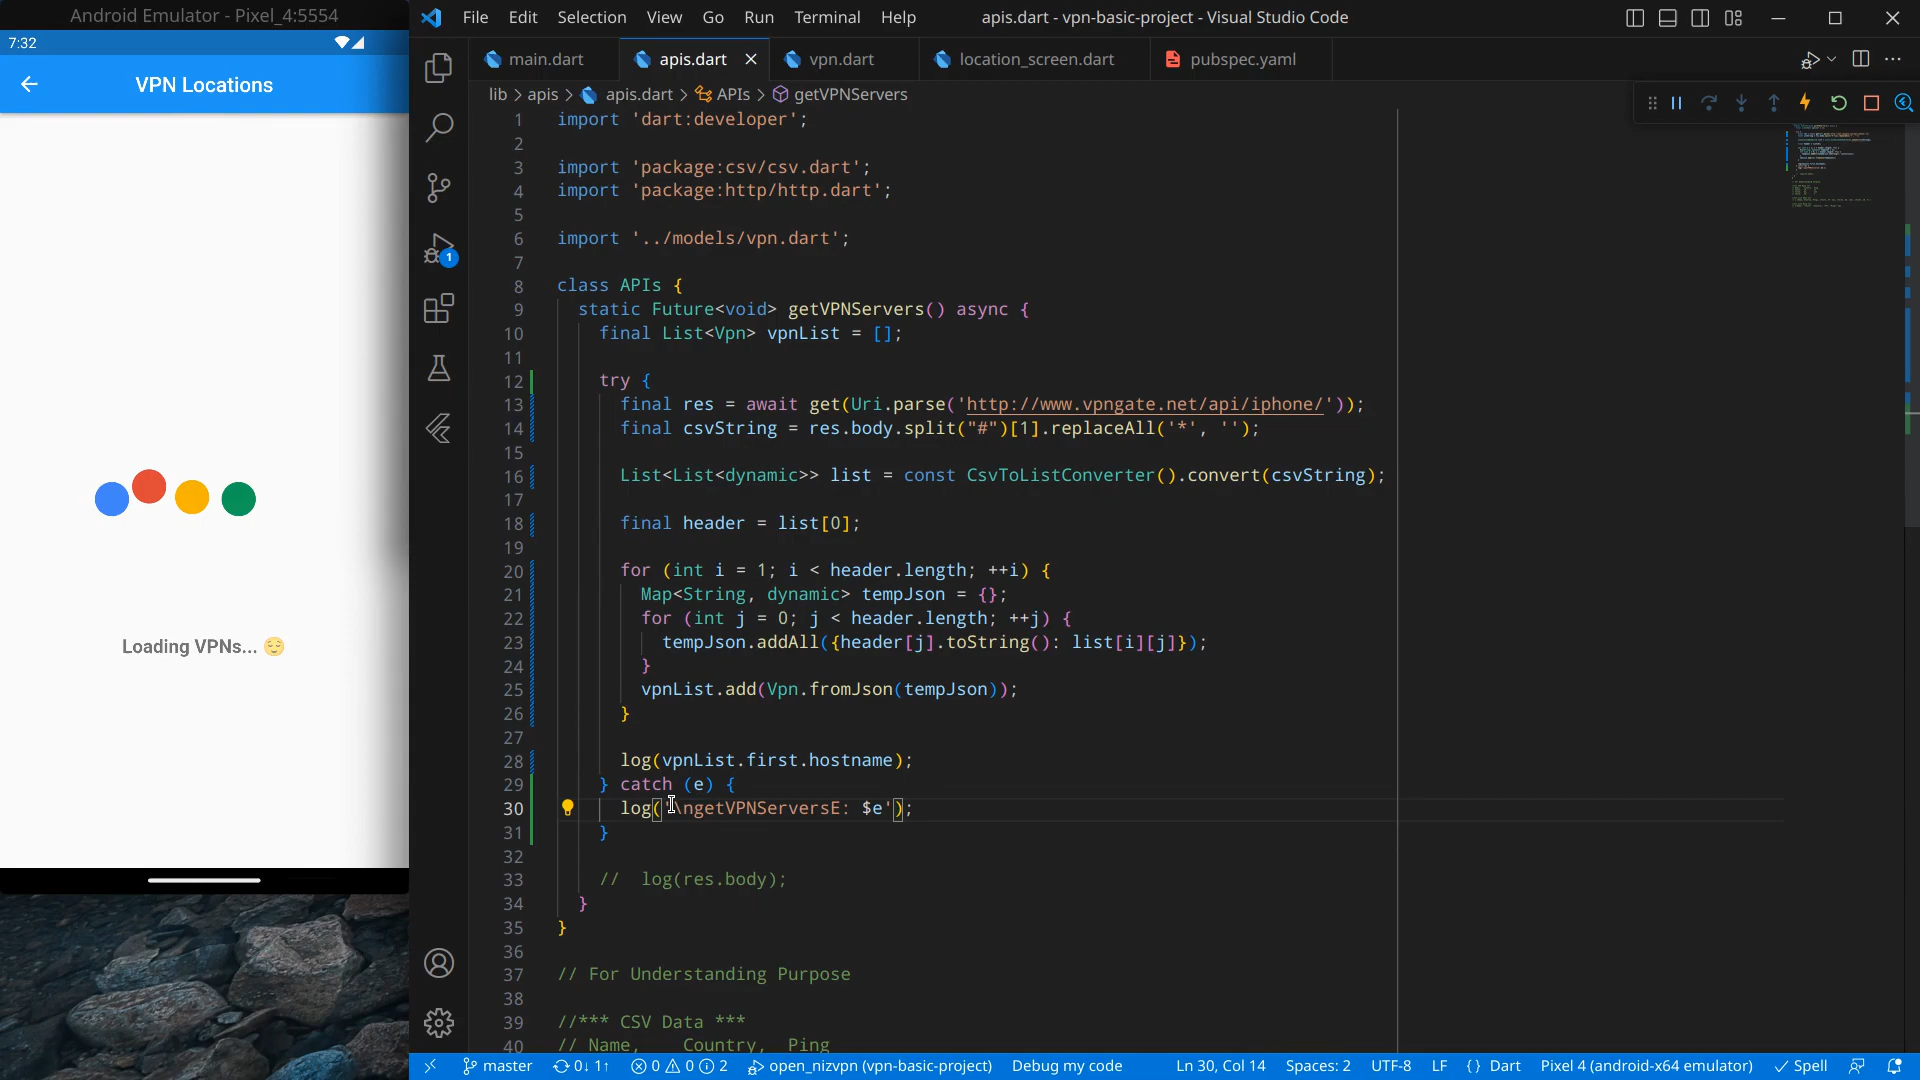 Android Emulator - Pixel_4:5554
7:32
VPN Locations
Loading VPNs... 😌
File Edit Selection View Go Run Terminal Help
apis.dart - vpn-basic-project - Visual Studio Code
main.dart
apis.dart
vpn.dart
location_screen.dart
pubspec.yaml
lib > apis > apis.dart > APIs > getVPNServers
1
1 import 'dart:developer';
2
3 import 'package:csv/csv.dart';
4 import 'package:http/http.dart';
5
6 import '../models/vpn.dart';
7
8 class APIs {
9 static Future<void> getVPNServers() async {
10 final List<Vpn> vpnList = [];
11
12 try {
13 final res = await get(Uri.parse('http://www.vpngate.net/api/iphone/'));
14 final csvString = res.body.split("#")[1].replaceAll('*', '');
15
16 List<List<dynamic>> list = const CsvToListConverter().convert(csvString);
17
18 final header = list[0];
19
20 for (int i = 1; i < header.length; ++i) {
21 Map<String, dynamic> tempJson = {};
22 for (int j = 0; j < header.length; ++j) {
23 tempJson.addAll({header[j].toString(): list[i][j]});
24 }
25 vpnList.add(Vpn.fromJson(tempJson));
26 }
27
28 log(vpnList.first.hostname);
29 } catch (e) {
30 log('\ngetVPNServersE: $e');
31 }
32
33 // log(res.body);
34 }
35 }
36
37 // For Understanding Purpose
38
39 //*** CSV Data ***
40 // Name, Country, Ping
master 0↓ 1↑ 0 0 2 open_nizvpn (vpn-basic-project) Debug my code Ln 30, Col 14 Spaces: 2 UTF-8 LF { } Dart Pixel 4 (android-x64 emulator) Spell